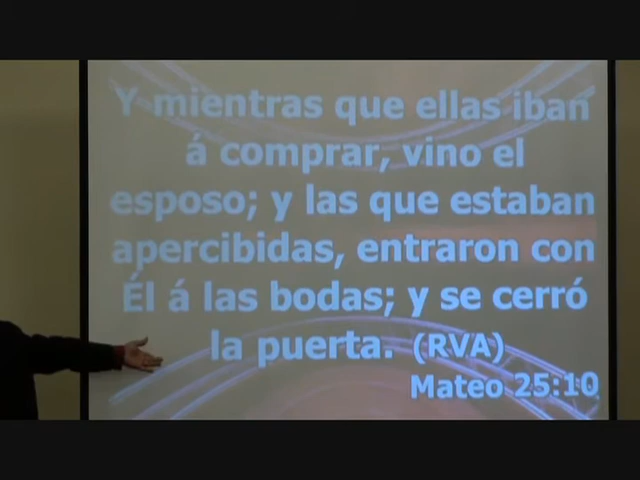 Y mientras que ellas iban
á comprar, vino el
esposo; y las que estaban
apercibidas, entraron con
Él á las bodas; y se cerró
la puerta. (RVA)
Mateo 25:10